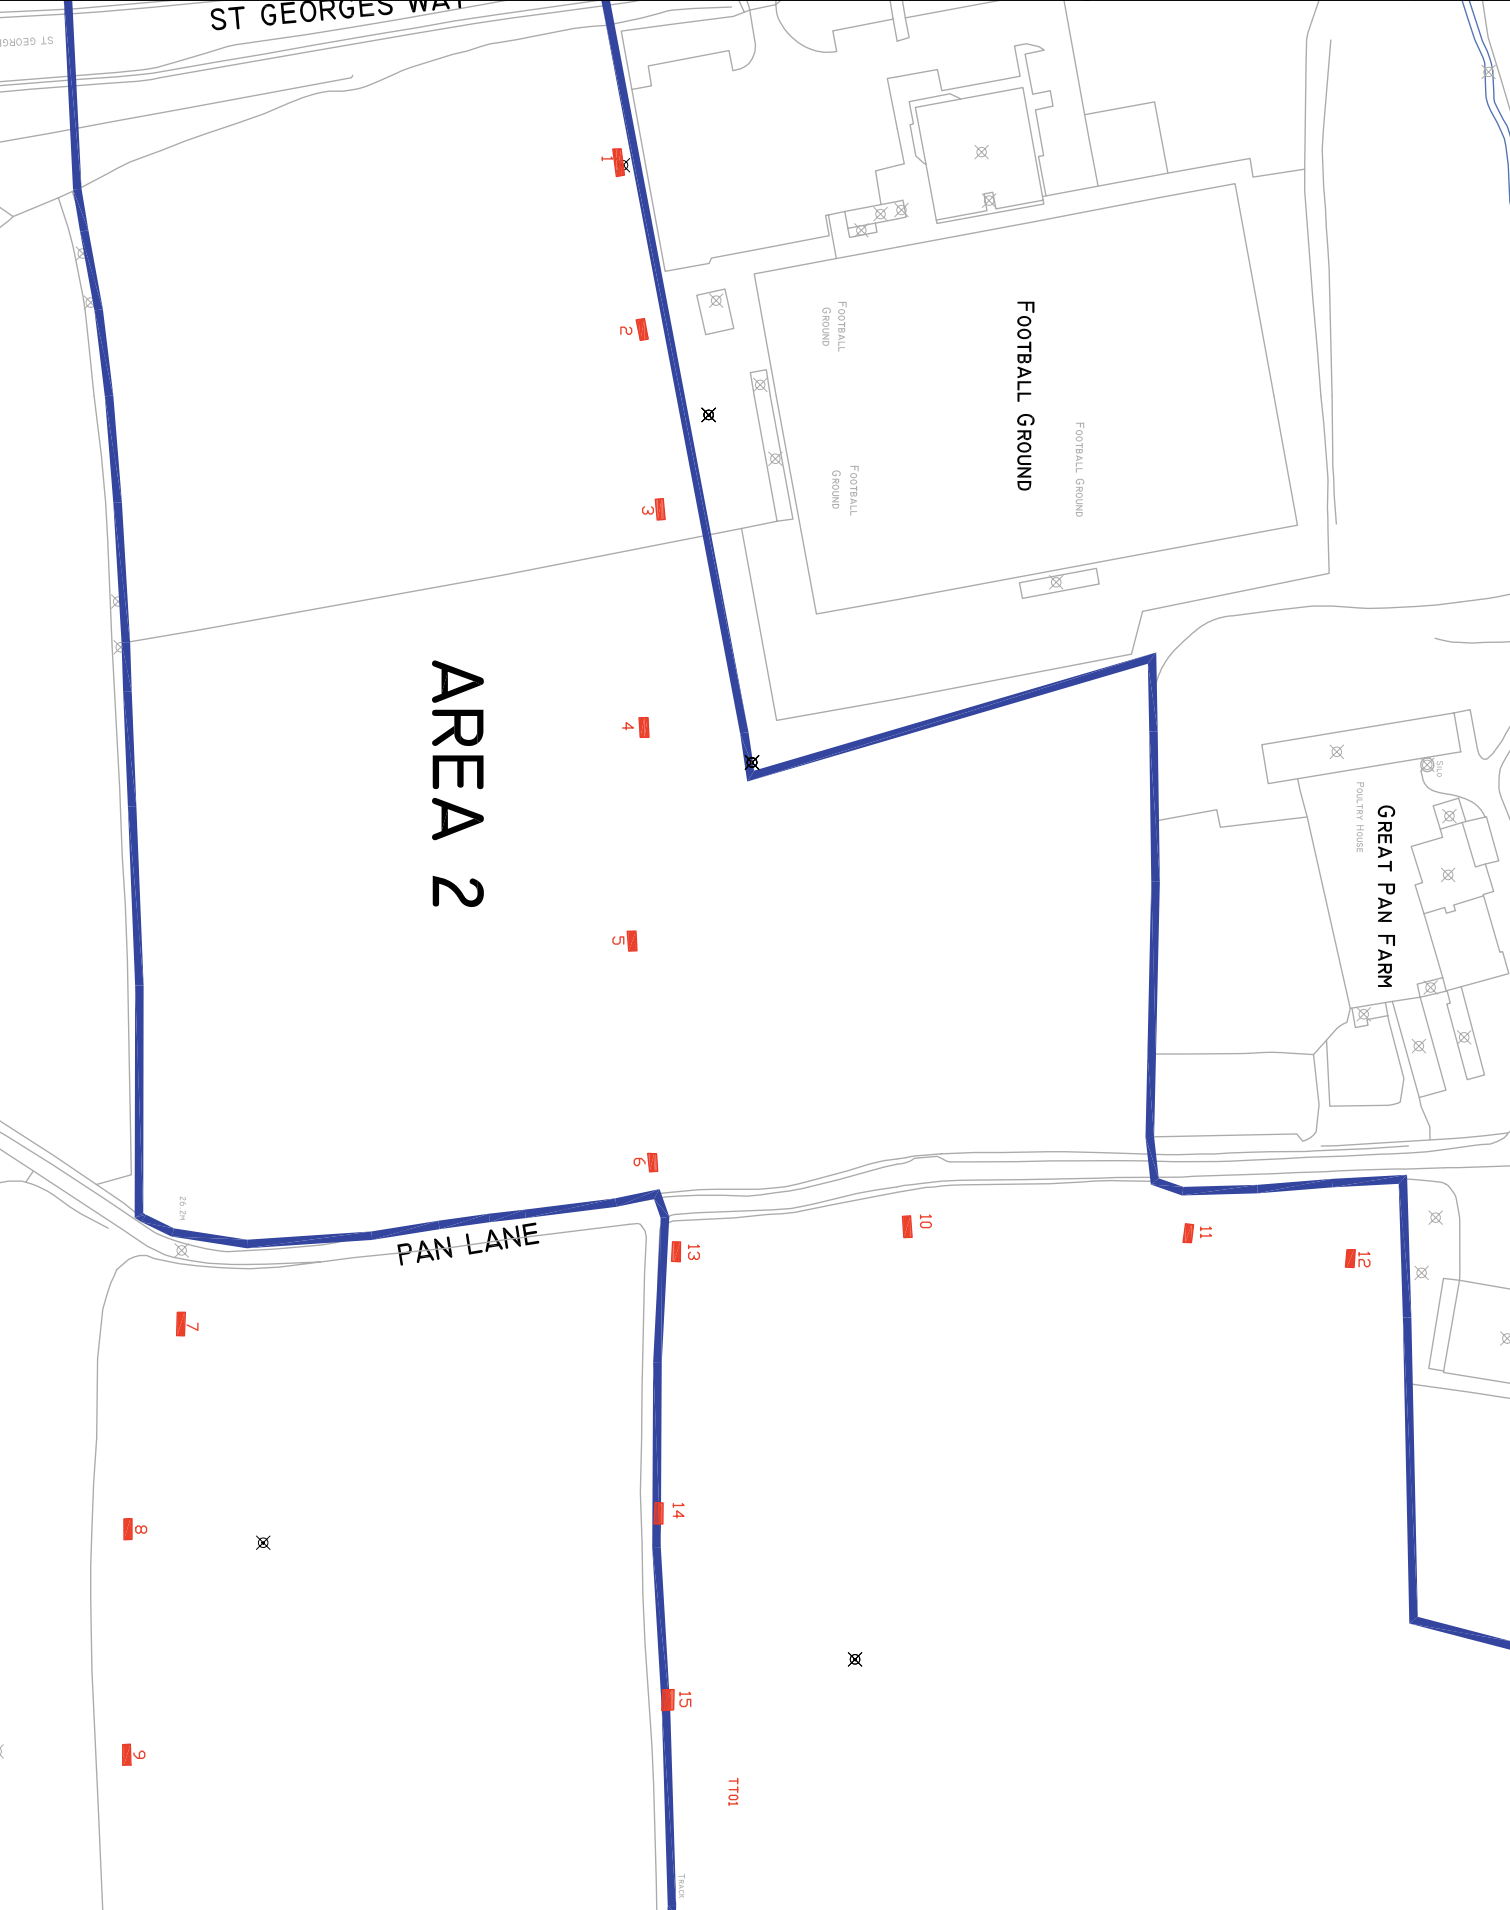 ST GEORGES WAY
ST GEORGE
1
2
3
4
5
6
7
8
9
10
11
12
13
14
15
TT01
AREA 2
FOOTBALL
GROUND
FOOTBALL GROUND
FOOTBALL GROUND
FOOTBALL
GROUND
SILO
POULTRY HOUSE
GREAT PAN FARM
26.2M
PAN LANE
TRACK